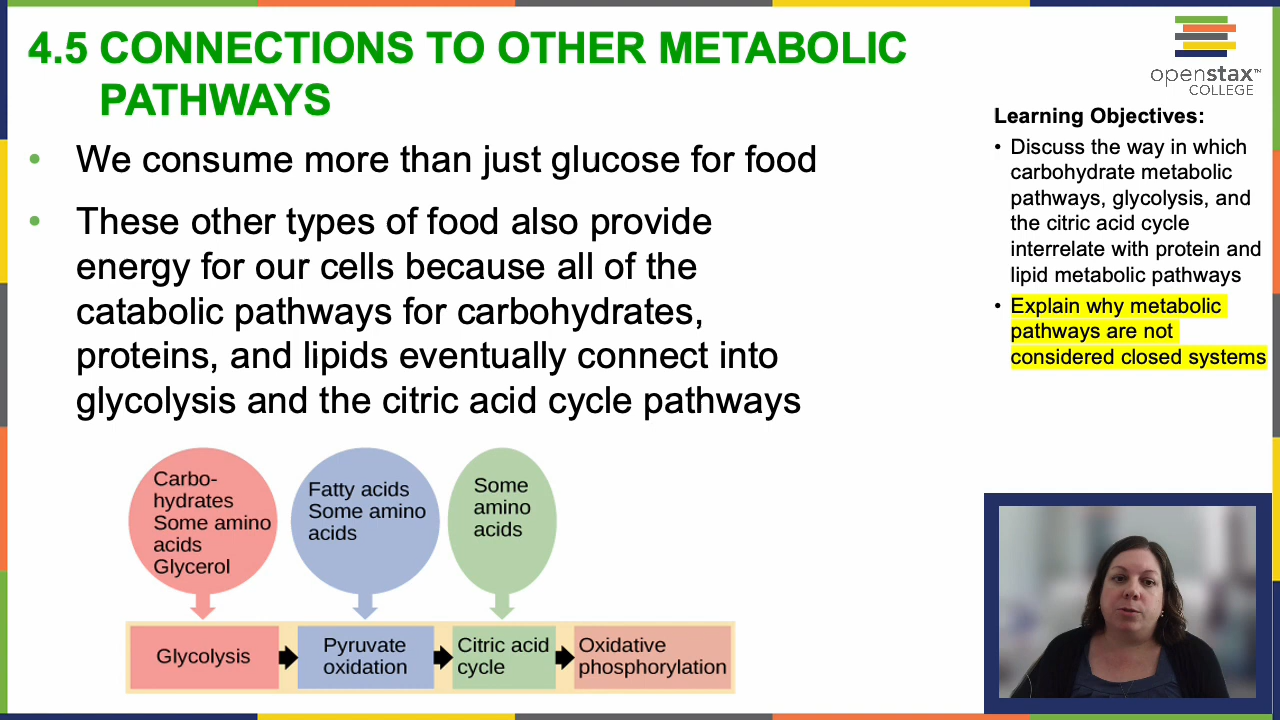 4.5 CONNECTIONS TO OTHER METABOLIC
PATHWAYS
• We consume more than just glucose for food
• These other types of food also provide
energy for our cells because all of the
catabolic pathways for carbohydrates,
proteins, and lipids eventually connect into
glycolysis and the citric acid cycle pathways
openstax™
COLLEGE
Learning Objectives:
• Discuss the way in which
carbohydrate metabolic
pathways, glycolysis, and
the citric acid cycle
interrelate with protein and
lipid metabolic pathways
• Explain why metabolic
pathways are not
considered closed systems
Carbo-
hydrates
Some amino
acids
Glycerol
Fatty acids
Some amino
acids
Some
amino
acids
Glycolysis
Pyruvate
oxidation
Citric acid
cycle
Oxidative
phosphorylation